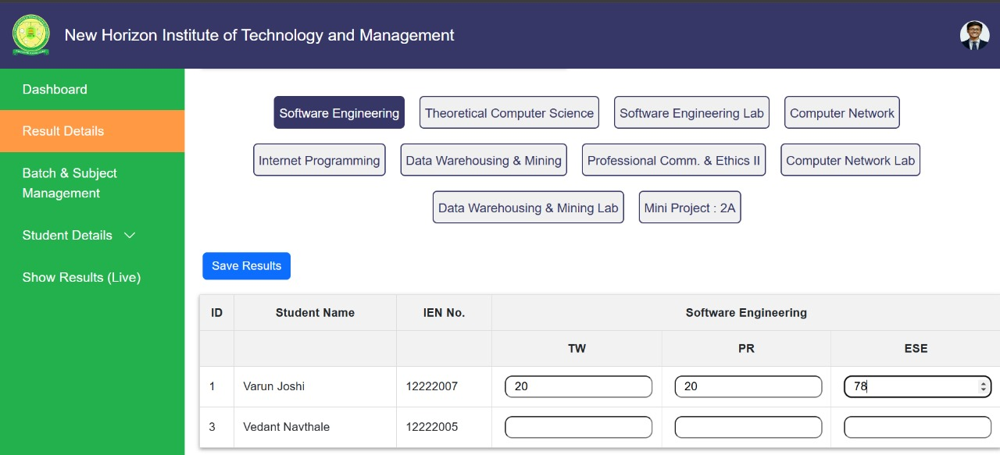 New Horizon Institute of Technology and Management
Dashboard
Result Details
Batch & Subject
Management
Student Details
Show Results (Live)
Software Engineering Theoretical Computer Science Software Engineering Lab Computer Network
Internet Programming Data Warehousing & Mining Professional Comm. & Ethics II Computer Network Lab
Data Warehousing & Mining Lab Mini Project : 2A
Save Results
ID Student Name IEN No. Software Engineering
TW PR ESE
1 Varun Joshi 12222007 20 20 78
3 Vedant Navthale 12222005